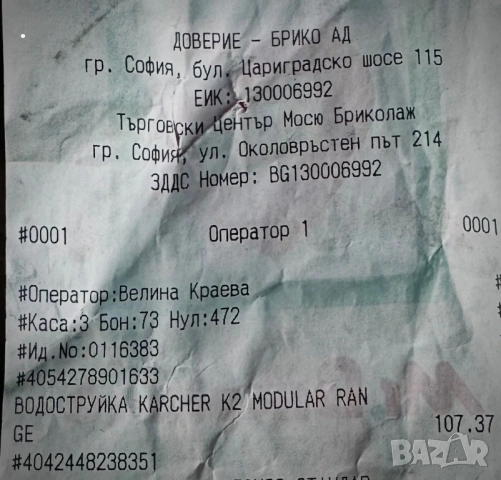 ДОВЕРИЕ - БРИКО АД
гр. София, бул. Цариградско шосе 115
ЕИК: 130006992
Търговски Център Мосю Бриколаж
гр. София, ул. Околовръстен път 214
ЗДДС Номер: BG130006992
#0001 Оператор 1 0001
#Оператор:Велина Краева
#Каса:3 Бон:73 Нул:472
#Ид.No:0116383
#4054278901633
ВОДОСТРУЙКА KARCHER K2 MODULAR RAN
GE 107.37
#4042448238351
bazar